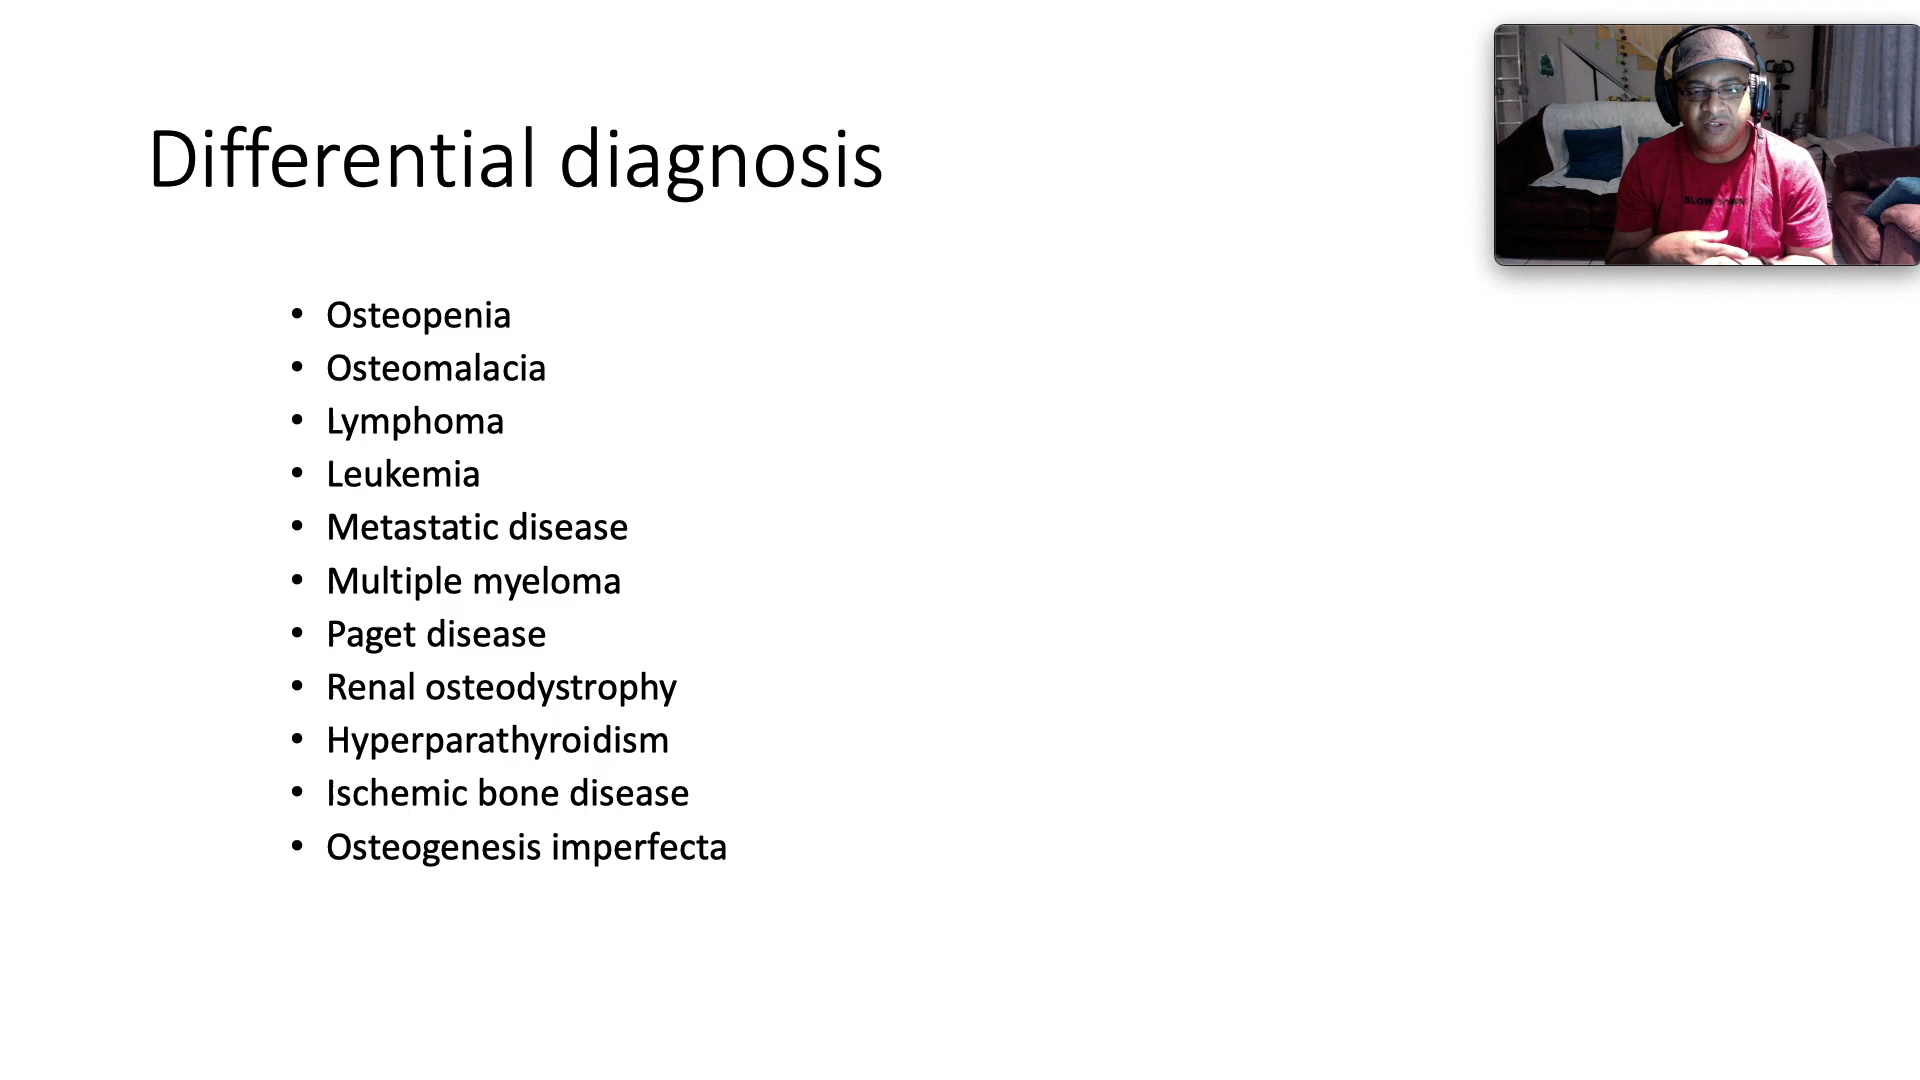 Differential diagnosis
• Osteopenia
• Osteomalacia
• Lymphoma
• Leukemia
• Metastatic disease
• Multiple myeloma
• Paget disease
• Renal osteodystrophy
• Hyperparathyroidism
• Ischemic bone disease
• Osteogenesis imperfecta